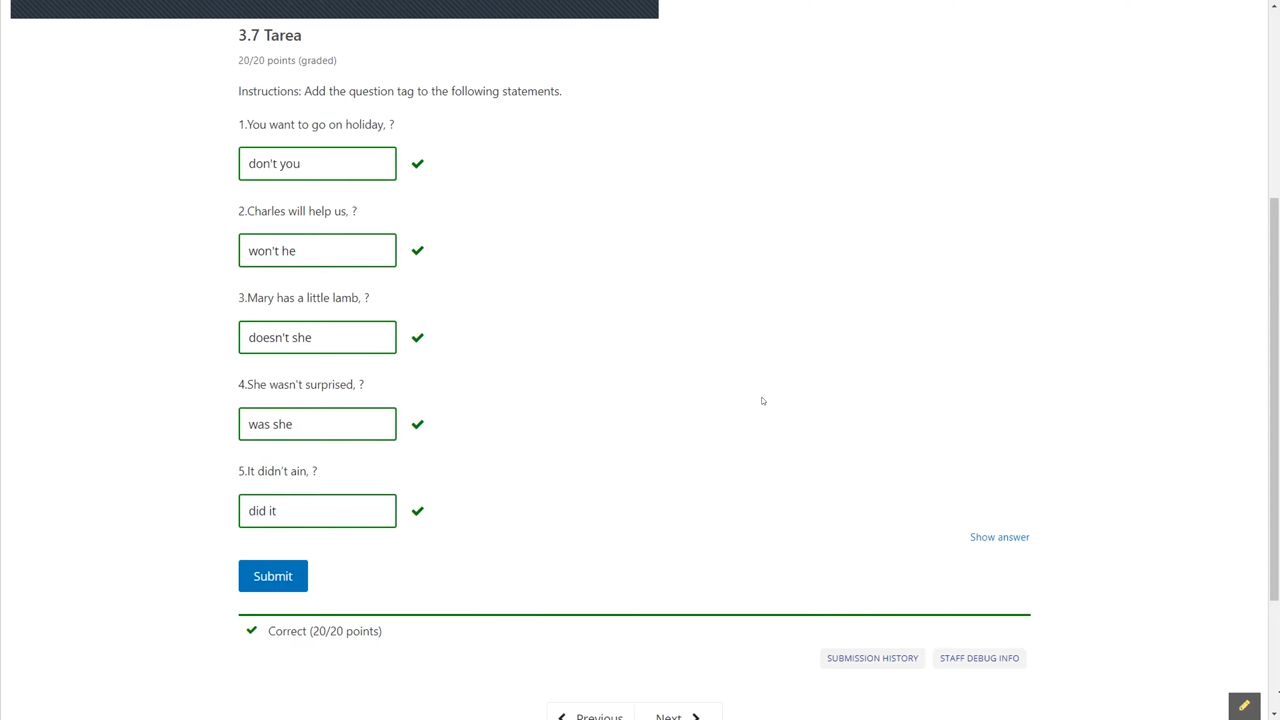 3.7 Tarea
20/20 points (graded)
Instructions: Add the question tag to the following statements.
1.You want to go on holiday, ?
don't you
2.Charles will help us, ?
won't he
3.Mary has a little lamb, ?
doesn't she
4.She wasn't surprised, ?
was she
5.It didn't ain, ?
did it
Show answer
Submit
Correct (20/20 points)
SUBMISSION HISTORY STAFF DEBUG INFO
Previous Next